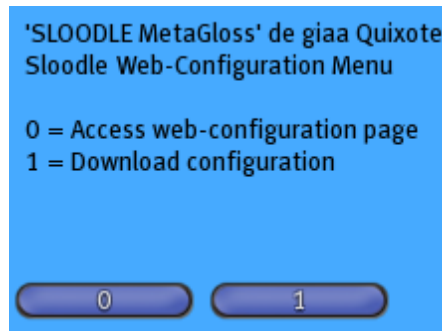 'SLOODLE MetaGloss' de giaa Quixote
Sloodle Web-Configuration Menu
0 = Access web-configuration page
1 = Download configuration
0
1